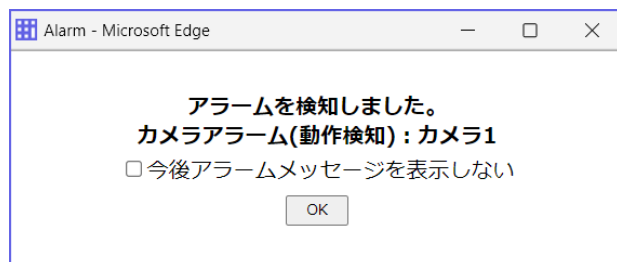 Alarm - Microsoft Edge
アラームを検知しました。
カメラアラーム(動作検知)：カメラ1
今後アラームメッセージを表示しない
OK